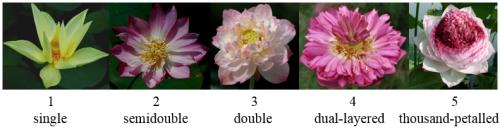 1 2 3 4 5
single semidouble double dual-layered thousand-petalled